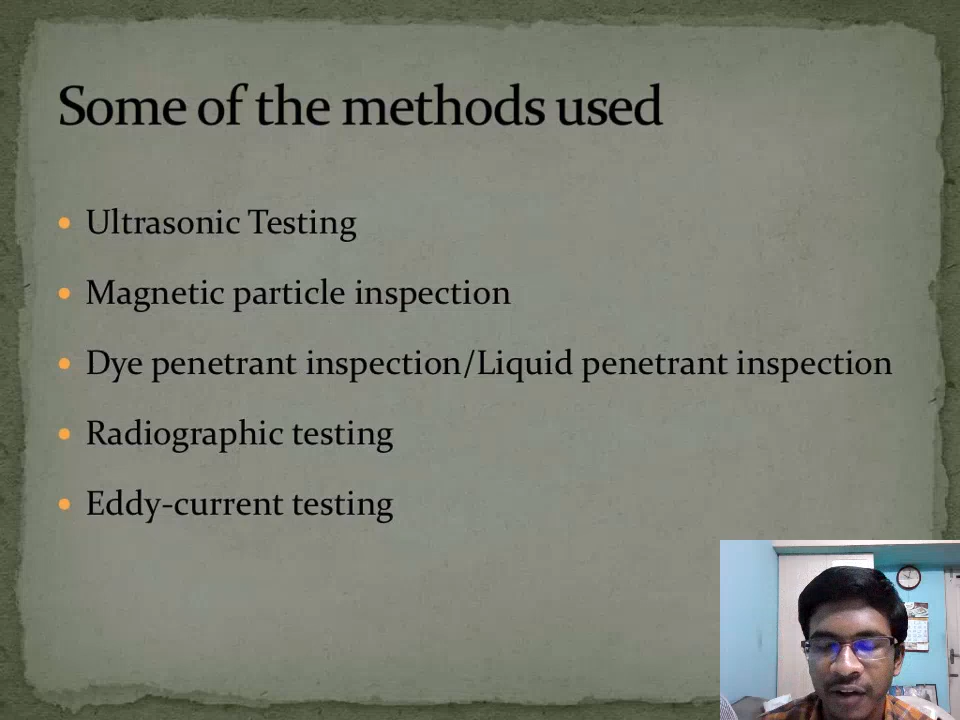 Some of the methods used
Ultrasonic Testing
Magnetic particle inspection
Dye penetrant inspection/Liquid penetrant inspection
Radiographic testing
Eddy-current testing